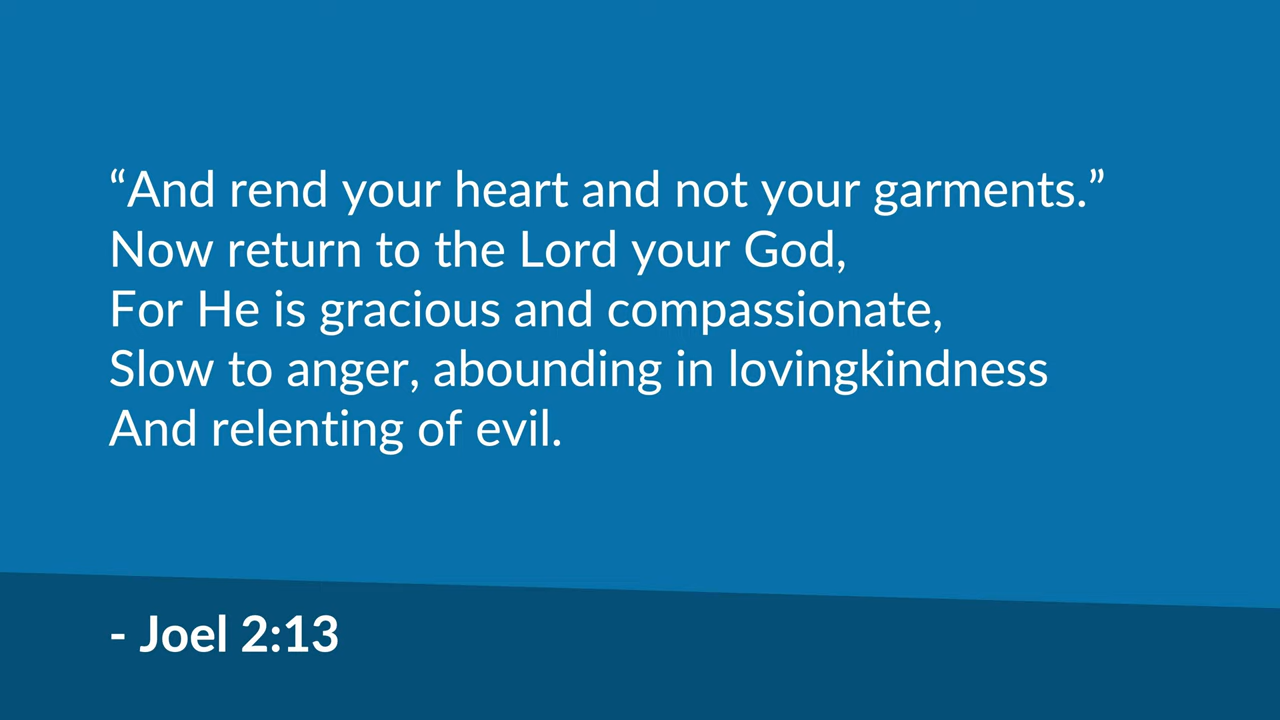 “And rend your heart and not your garments.”
Now return to the Lord your God,
For He is gracious and compassionate,
Slow to anger, abounding in lovingkindness
And relenting of evil.
- Joel 2:13